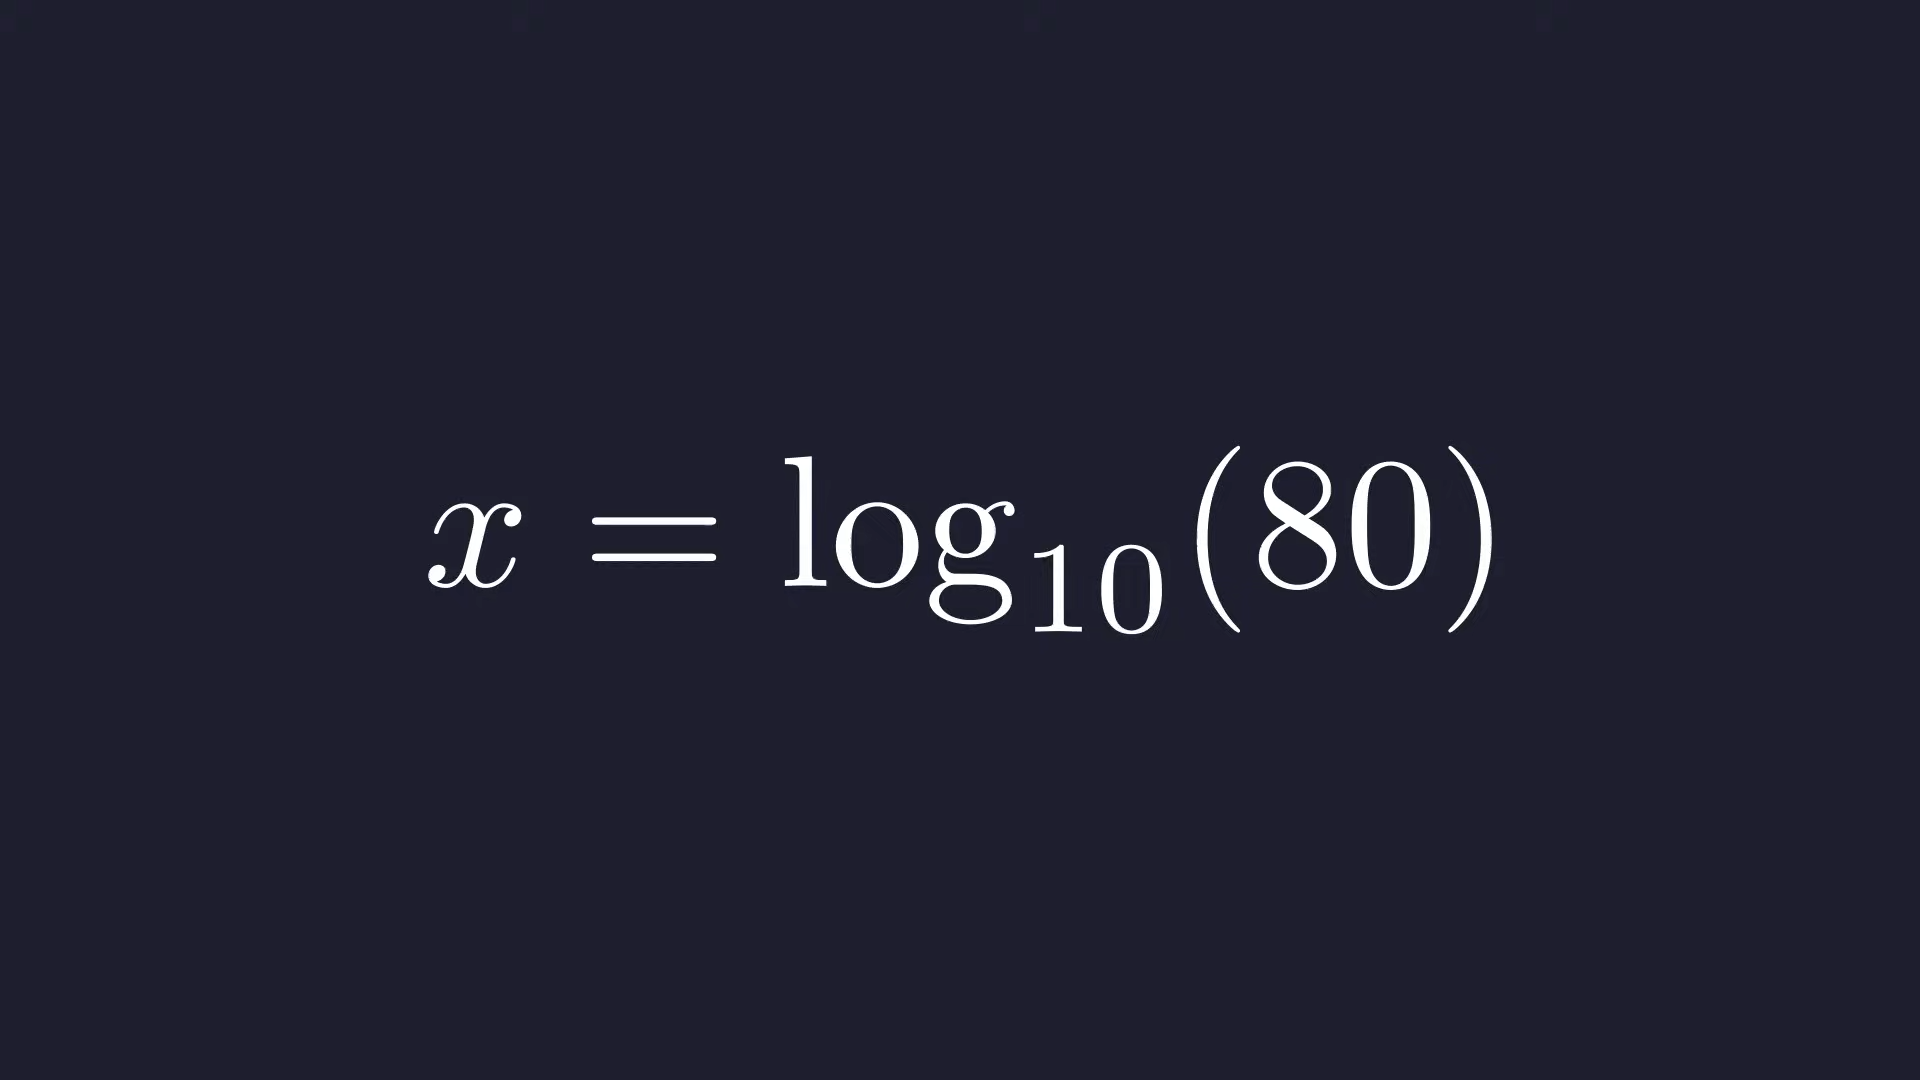 x = log₁₀(80)